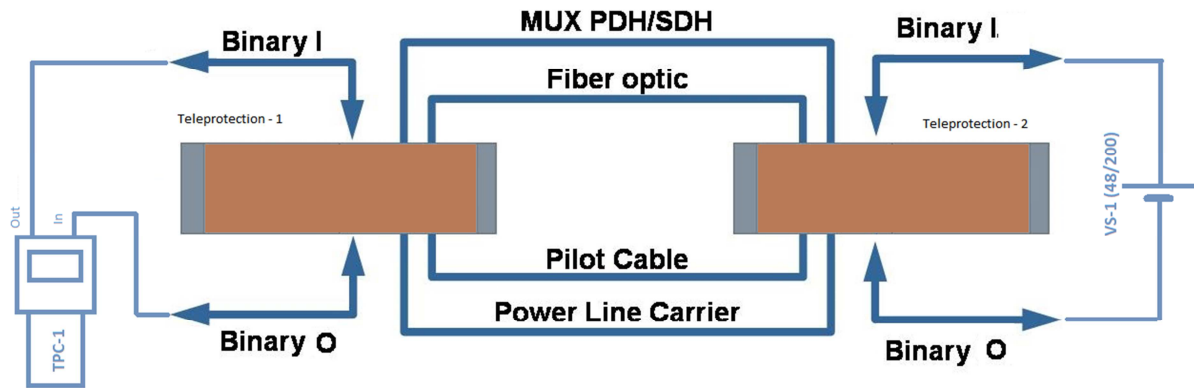 MUX PDH/SDH
Binary I
Binary I.
Fiber optic
Teleprotection - 1
Teleprotection - 2
VS-1 (48/200)
Out
In
Pilot Cable
Power Line Carrier
Binary O
Binary O
TPC-1